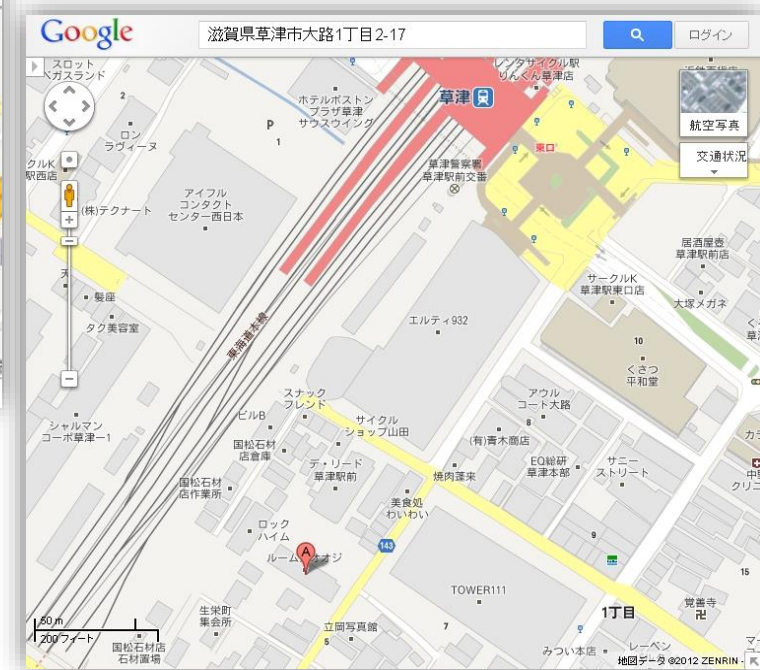 Google
滋賀県草津市大路1丁目2-17
ログイン
スロット
ベガスランド
2
ロン
ラヴィーヌ
ホテルボストン
プラザ草津
サウスウイング
P
1
レンタサイクル駅
りんくん草津店
草津
航空写真
交通状況
東口
草津警察署
草津駅前交番
駅西店
(株)テクナート
アイフル
コンタクト
センター西日本
髪座
タク美容室
東海道本線
エルティ932
居酒屋壺
草津駅前店
サークルK
草津駅東口店
大塚メガネ
10
くさつ
平和堂
シャルマン
コーポ草津一1
スナック
フレンド
ビルB
サイクル
ショップ山田
国松石材
店倉庫
デ・リード
草津駅前
国松石材
店作業所
アウル
コート大路
8
(有)青木商店
EQ総研
草津本部
サニー
ストリート
焼肉蓬来
美食処
わいわい
ロック
ハイム
143
A
9
TOWER111
15
1丁目
覚善寺
生栄町
集会所
立岡写真館
5
7
みつい本店
レーベン
50 m
200 フィート
国松石材店
石材置場
地図データ ©2012 ZENRIN